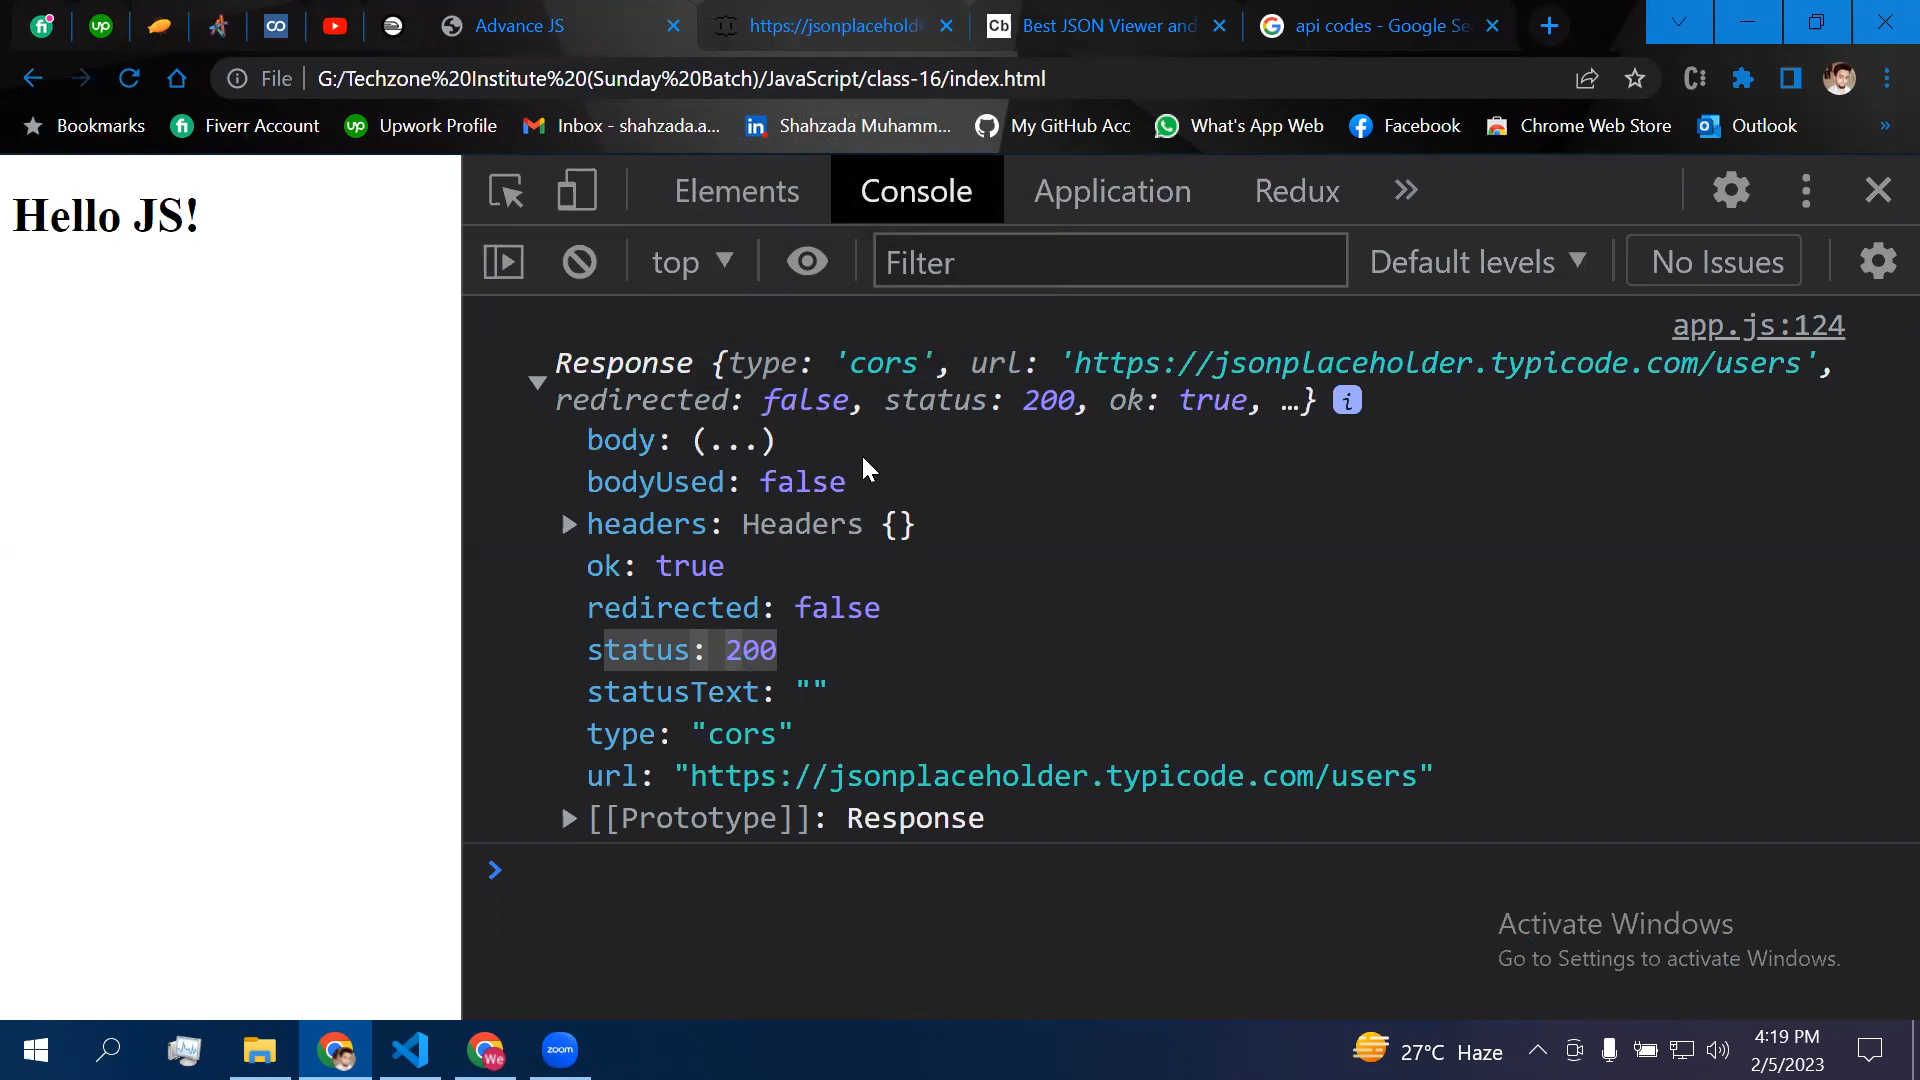 Advance JS
https://jsonplaceholde
Cb Best JSON Viewer and
api codes - Google Se
File G:/Techzone%20Institute%20(Sunday%20Batch)/JavaScript/class-16/index.html
Bookmarks
Fiverr Account
Upwork Profile
Inbox - shahzada.a...
Shahzada Muhamm...
My GitHub Acc
What's App Web
Facebook
Chrome Web Store
Outlook
Hello JS!
Elements Console Application Redux
top Filter Default levels No Issues
app.js:124
Response {type: 'cors', url: 'https://jsonplaceholder.typicode.com/users',
redirected: false, status: 200, ok: true, …}
body: (...)
bodyUsed: false
headers: Headers {}
ok: true
redirected: false
status: 200
statusText: ""
type: "cors"
url: "https://jsonplaceholder.typicode.com/users"
[[Prototype]]: Response
Activate Windows
Go to Settings to activate Windows.
We
zoom
27°C Haze
4:19 PM
2/5/2023